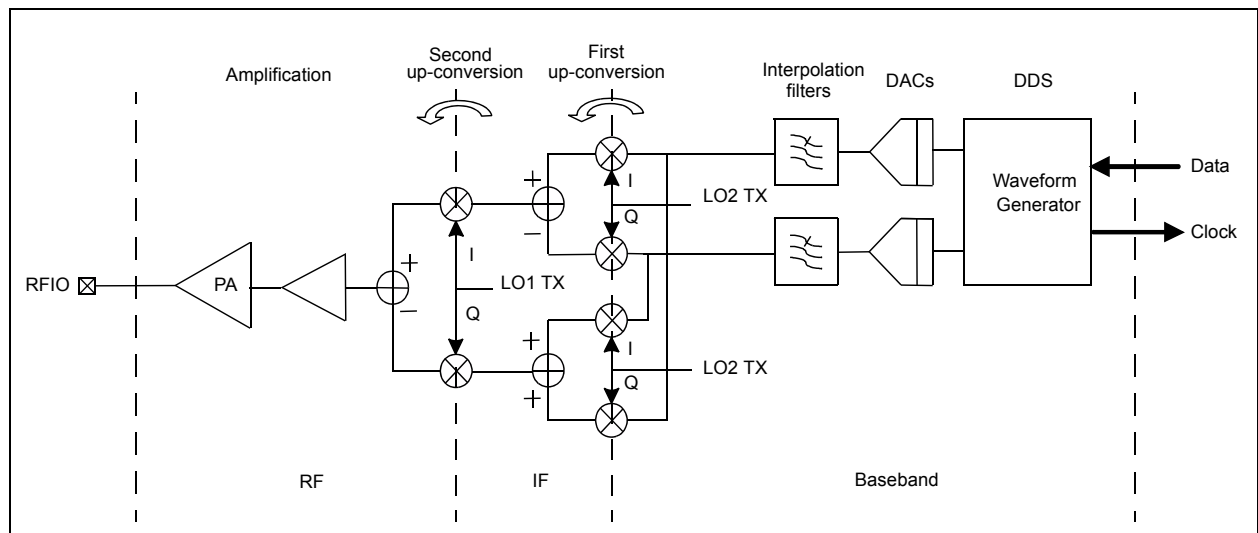 Amplification
Second
up-conversion
First
up-conversion
Interpolation
filters
DACs
DDS
+
−
I
Q
LO2 TX
Waveform
Generator
Data
Clock
RFIO
PA
+
−
I
Q
LO1 TX
+
+
I
Q
LO2 TX
RF
IF
Baseband